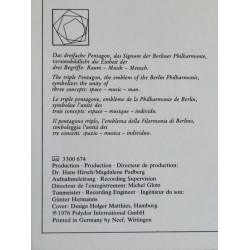 Das dreifache Pentagon, das Signum der Berliner Philharmonie,
versinnbildlicht die Einheit der
drei Begriffe: Raum – Musik – Mensch.
The triple Pentagon, the emblem of the Berlin Philharmonic,
symbolizes the unity of
three concepts: space – music – man.
Le triple pentagone, emblème de la Philharmonie de Berlin,
symbolise l'unité des
trois concepts: espace – musique – individu.
Il pentagono triplo, l'emblema della Filarmonia di Berlino,
simboleggia l'unità dei
tre concetti: spazio – musica – individuo.
3300 674
Production · Production · Directeur de production:
Dr. Hans Hirsch/Magdalene Padberg
Aufnahmeleitung · Recording Supervision
Directeur de l'enregistrement: Michel Glotz
Tonmeister · Recording Engineer · Ingénieur du son:
Günter Hermanns
Cover: Design Holger Matthies, Hamburg.
℗ 1976 Polydor International GmbH
Printed in Germany by Neef, Wittingen